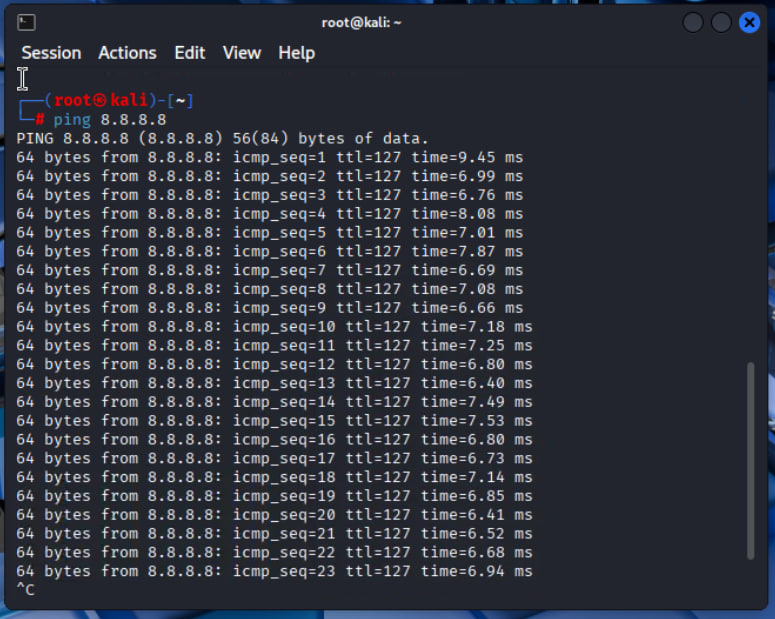 root@kali: ~
Session Actions Edit View Help
┌──(root㉿kali)-[~]
└─# ping 8.8.8.8
PING 8.8.8.8 (8.8.8.8) 56(84) bytes of data.
64 bytes from 8.8.8.8: icmp_seq=1 ttl=127 time=9.45 ms
64 bytes from 8.8.8.8: icmp_seq=2 ttl=127 time=6.99 ms
64 bytes from 8.8.8.8: icmp_seq=3 ttl=127 time=6.76 ms
64 bytes from 8.8.8.8: icmp_seq=4 ttl=127 time=8.08 ms
64 bytes from 8.8.8.8: icmp_seq=5 ttl=127 time=7.01 ms
64 bytes from 8.8.8.8: icmp_seq=6 ttl=127 time=7.87 ms
64 bytes from 8.8.8.8: icmp_seq=7 ttl=127 time=6.69 ms
64 bytes from 8.8.8.8: icmp_seq=8 ttl=127 time=7.08 ms
64 bytes from 8.8.8.8: icmp_seq=9 ttl=127 time=6.66 ms
64 bytes from 8.8.8.8: icmp_seq=10 ttl=127 time=7.18 ms
64 bytes from 8.8.8.8: icmp_seq=11 ttl=127 time=7.25 ms
64 bytes from 8.8.8.8: icmp_seq=12 ttl=127 time=6.80 ms
64 bytes from 8.8.8.8: icmp_seq=13 ttl=127 time=6.40 ms
64 bytes from 8.8.8.8: icmp_seq=14 ttl=127 time=7.49 ms
64 bytes from 8.8.8.8: icmp_seq=15 ttl=127 time=7.53 ms
64 bytes from 8.8.8.8: icmp_seq=16 ttl=127 time=6.80 ms
64 bytes from 8.8.8.8: icmp_seq=17 ttl=127 time=6.73 ms
64 bytes from 8.8.8.8: icmp_seq=18 ttl=127 time=7.14 ms
64 bytes from 8.8.8.8: icmp_seq=19 ttl=127 time=6.85 ms
64 bytes from 8.8.8.8: icmp_seq=20 ttl=127 time=6.41 ms
64 bytes from 8.8.8.8: icmp_seq=21 ttl=127 time=6.52 ms
64 bytes from 8.8.8.8: icmp_seq=22 ttl=127 time=6.68 ms
64 bytes from 8.8.8.8: icmp_seq=23 ttl=127 time=6.94 ms
^C